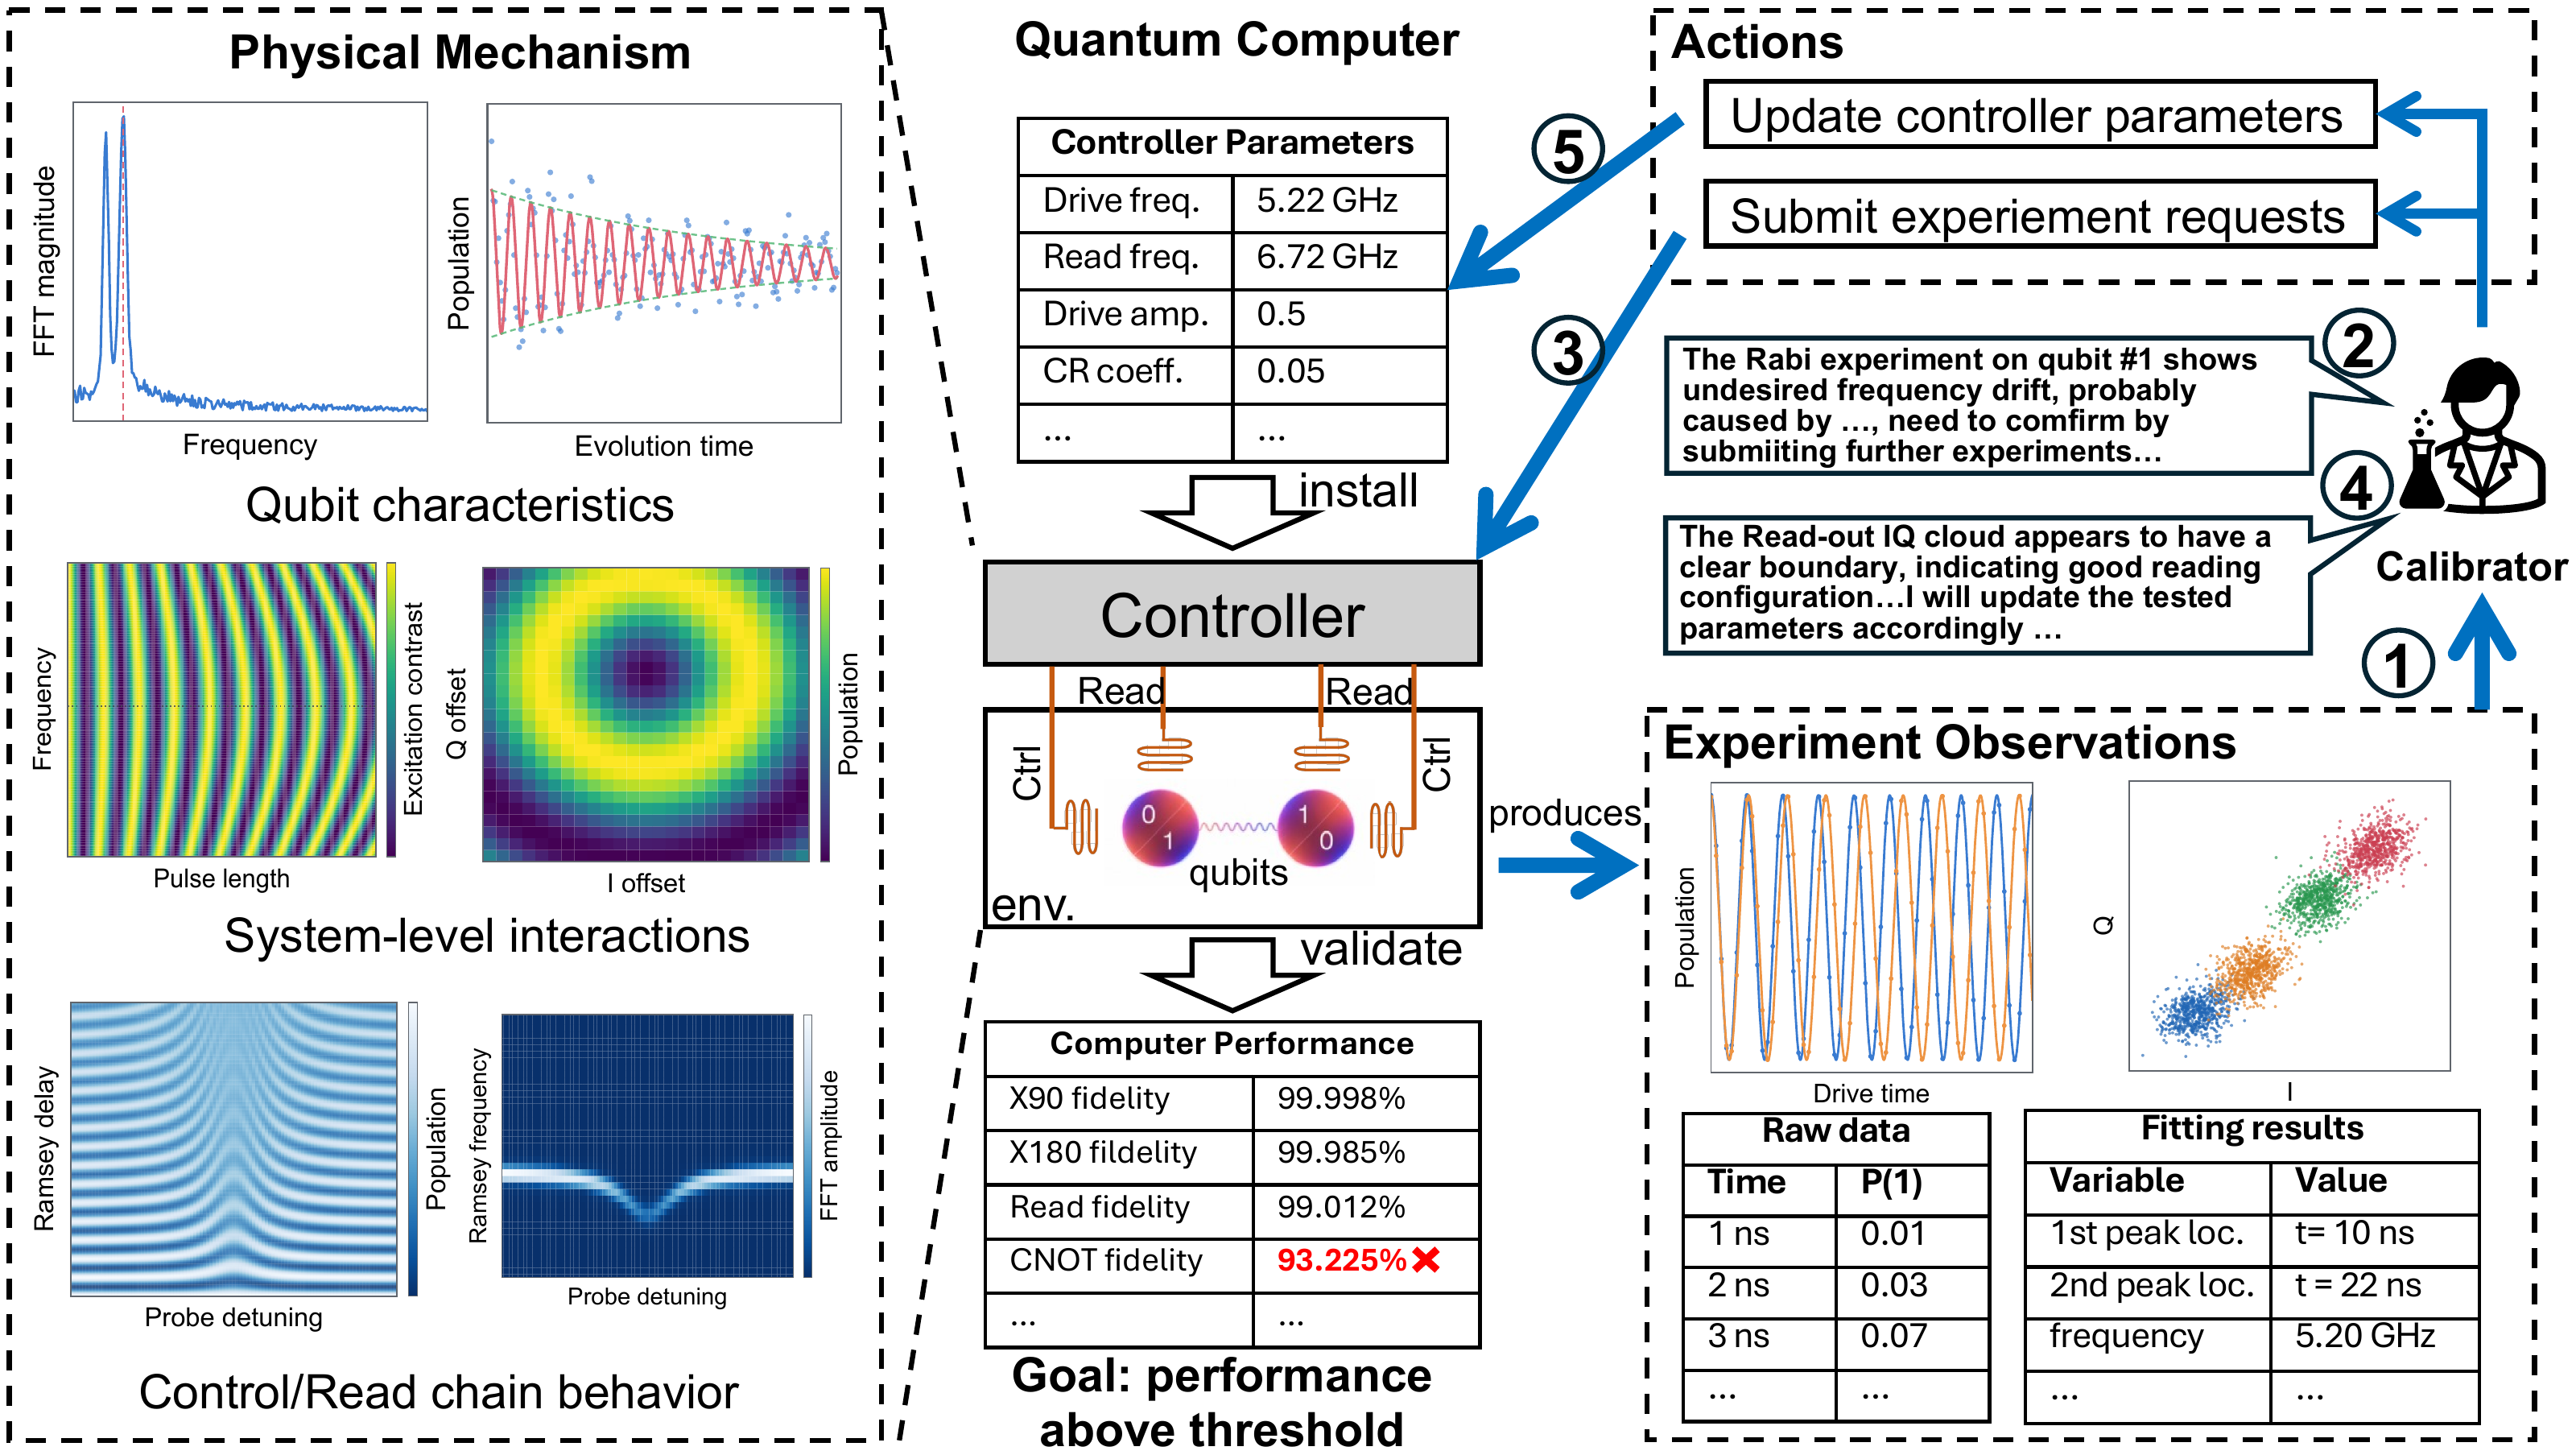 Physical Mechanism
FFT magnitude
Frequency
Population
Evolution time
Qubit characteristics
Frequency
Pulse length
Excitation contrast
Q offset
I offset
Population
System-level interactions
Ramsey delay
Probe detuning
Population
Ramsey frequency
Probe detuning
FFT amplitude
Control/Read chain behavior
Quantum Computer
Controller Parameters
Drive freq. 5.22 GHz
Read freq. 6.72 GHz
Drive amp. 0.5
CR coeff. 0.05
... ...
install
Controller
Read Read
Ctrl Ctrl
0 1 1 0
qubits
env.
produces
validate
Computer Performance
X90 fidelity 99.998%
X180 fildelity 99.985%
Read fidelity 99.012%
CNOT fidelity 93.225%
... ...
Goal: performance
above threshold
Actions
Update controller parameters
Submit experiement requests
5
3
2
The Rabi experiment on qubit #1 shows
undesired frequency drift, probably
caused by ..., need to comfirm by
submiiting further experiments...
4
The Read-out IQ cloud appears to have a
clear boundary, indicating good reading
configuration...I will update the tested
parameters accordingly ...
Calibrator
1
Experiment Observations
Population
Drive time
Q
I
Raw data
Time P(1)
1 ns 0.01
2 ns 0.03
3 ns 0.07
... ...
Fitting results
Variable Value
1st peak loc. t= 10 ns
2nd peak loc. t = 22 ns
frequency 5.20 GHz
... ...